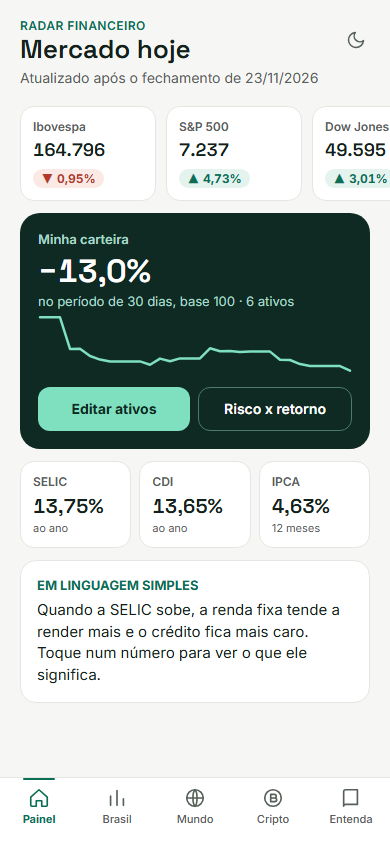 RADAR FINANCEIRO
Mercado hoje
Atualizado após o fechamento de 23/11/2026
Ibovespa
164.796
▼ 0,95%
S&P 500
7.237
▲ 4,73%
Dow Jones
49.595
▲ 3,01%
Minha carteira
−13,0%
no período de 30 dias, base 100 · 6 ativos
Editar ativos
Risco x retorno
SELIC
13,75%
ao ano
CDI
13,65%
ao ano
IPCA
4,63%
12 meses
EM LINGUAGEM SIMPLES
Quando a SELIC sobe, a renda fixa tende a
render mais e o crédito fica mais caro.
Toque num número para ver o que ele
significa.
Painel
Brasil
Mundo
Cripto
Entenda